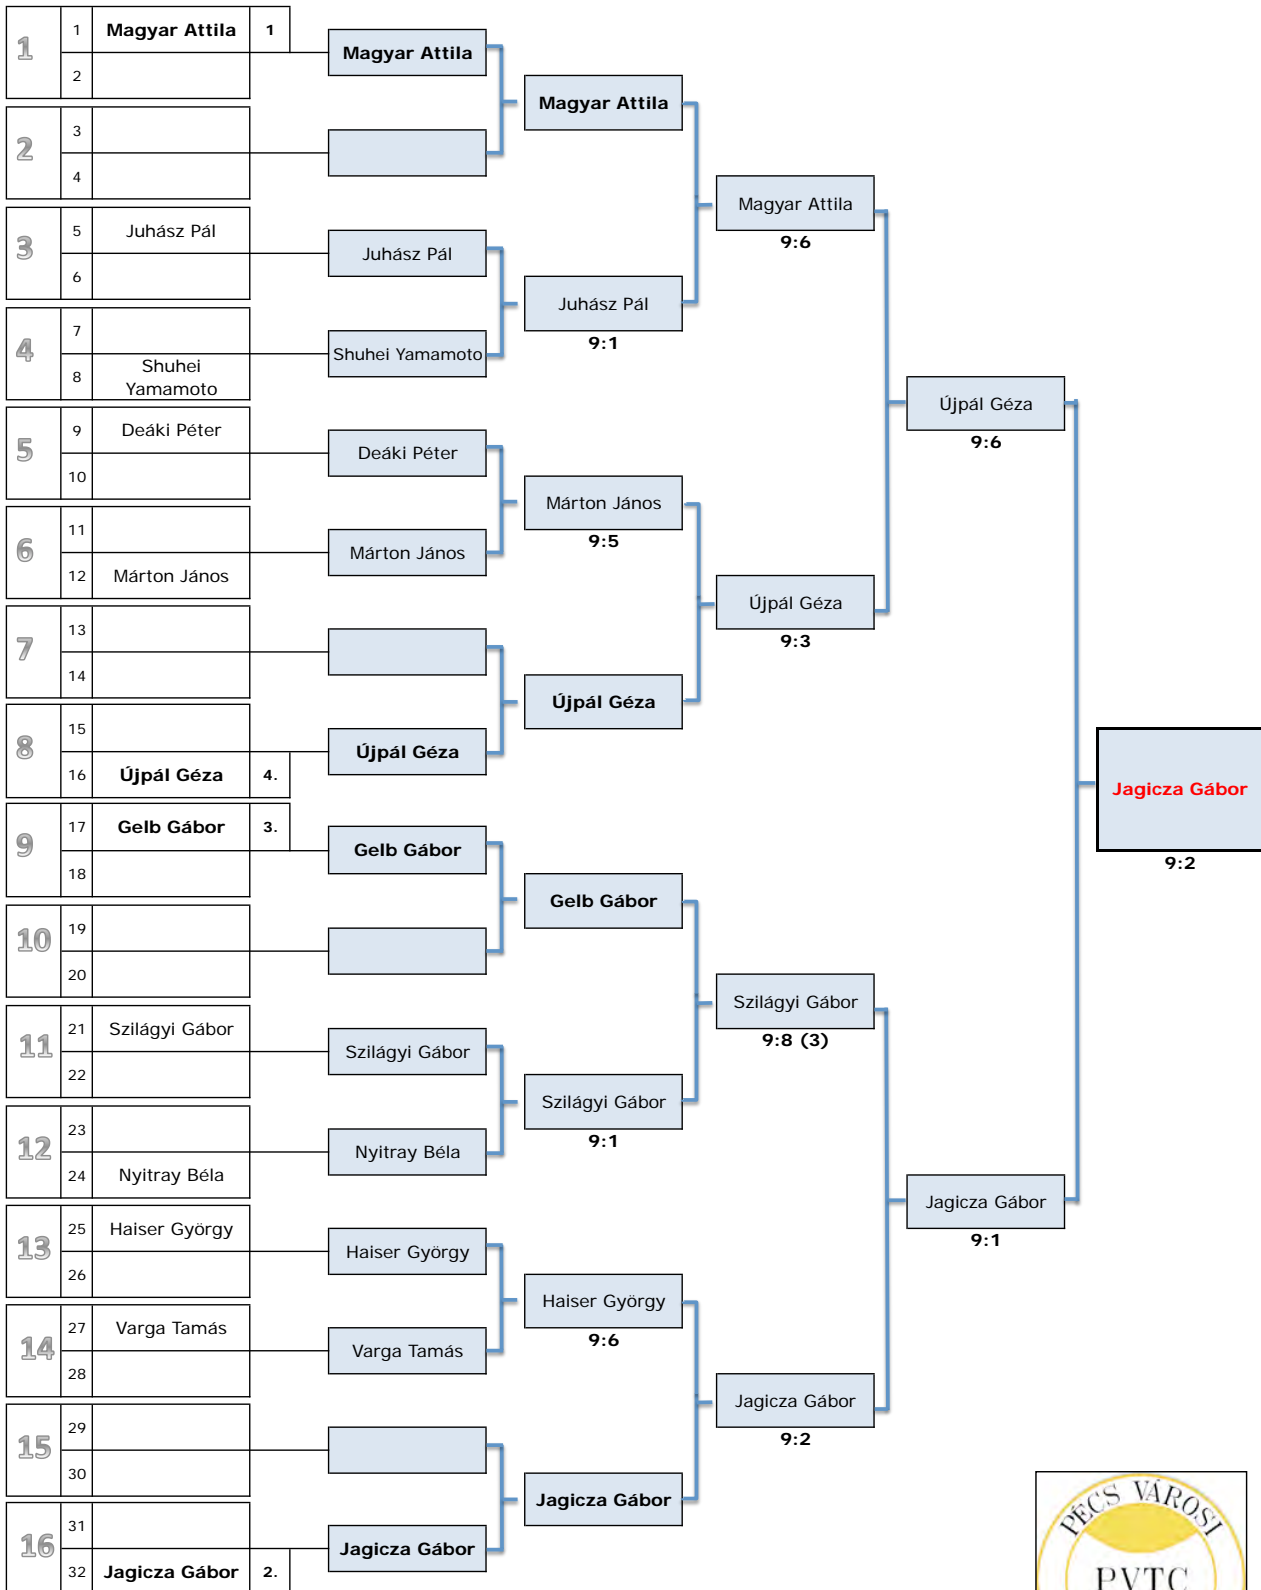 1 1 Magyar Attila 1
2
2 3
4
3 5 Juhász Pál
6
4 7
8 Shuhei
Yamamoto
5 9 Deáki Péter
10
6 11
12 Márton János
7 13
14
8 15
16 Újpál Géza 4.
9 17 Gelb Gábor 3.
18
10 19
20
11 21 Szilágyi Gábor
22
12 23
24 Nyitray Béla
13 25 Haiser György
26
14 27 Varga Tamás
28
15 29
30
16 31
32 Jagicza Gábor 2.
Magyar Attila
Juhász Pál
Shuhei Yamamoto
Deáki Péter
Márton János
Újpál Géza
Gelb Gábor
Szilágyi Gábor
Nyitray Béla
Haiser György
Varga Tamás
Jagicza Gábor
Magyar Attila
Juhász Pál
9:1
Márton János
9:5
Újpál Géza
Gelb Gábor
Szilágyi Gábor
9:1
Haiser György
9:6
Jagicza Gábor
Magyar Attila
9:6
Újpál Géza
9:3
Szilágyi Gábor
9:8 (3)
Jagicza Gábor
9:2
Újpál Géza
9:6
Jagicza Gábor
9:1
Jagicza Gábor
9:2
PÉCS VÁROSI
PVTC